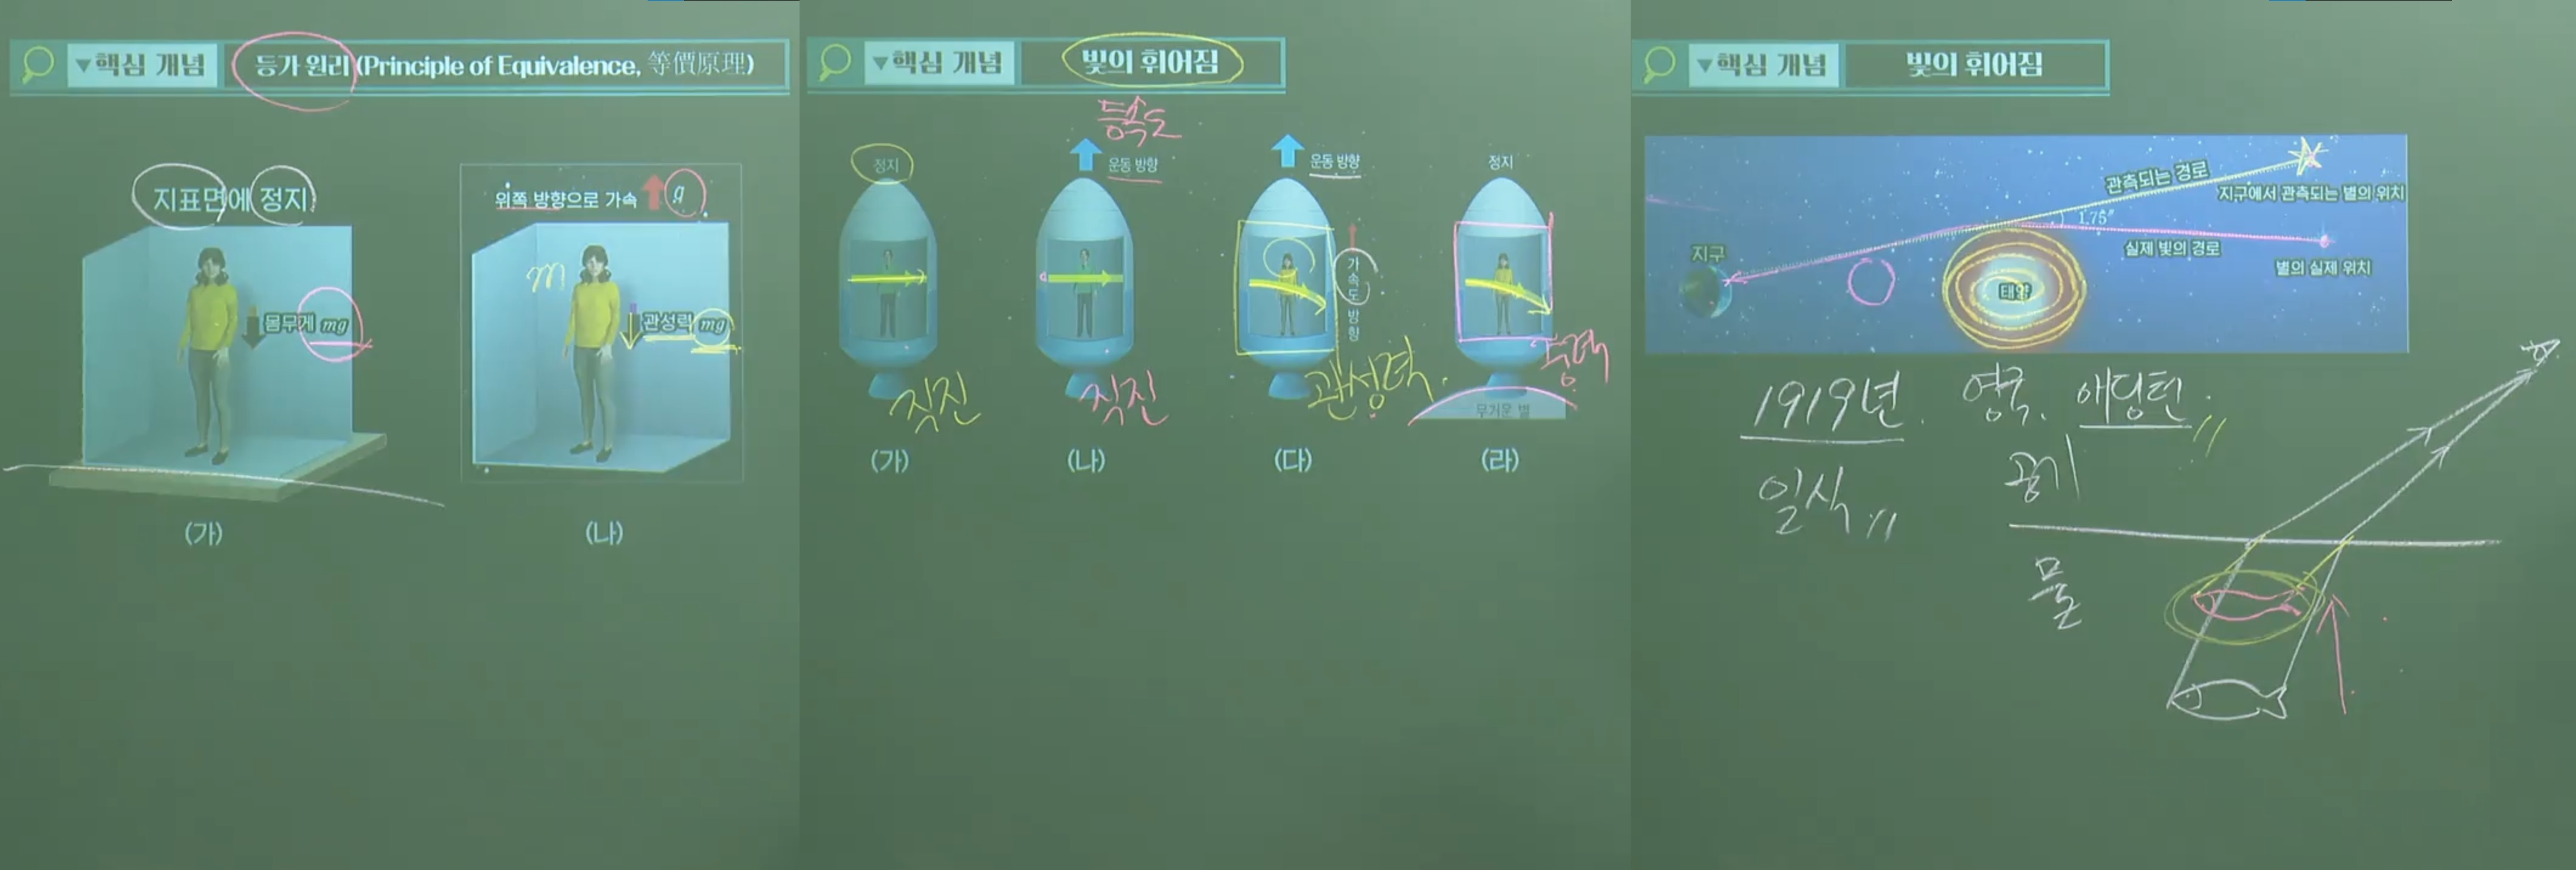 ▼핵심 개념
등가 원리 (Principle of Equivalence, 等價原理)
지표면에 정지
몸무게 mg
(가)
위쪽 방향으로 가속 g
m
관성력 mg
(나)
▼핵심 개념
빛의 휘어짐
등속도
정지
직진
(가)
운동 방향
직진
(나)
운동 방향
가속도 방향
관성력.
(다)
정지
중력
무거운 별
(라)
▼핵심 개념
빛의 휘어짐
관측되는 경로
지구에서 관측되는 별의 위치
1.75"
실제 빛의 경로
별의 실제 위치
지구
태양
1919년. 영국. 애딩턴.
일식
공기
물